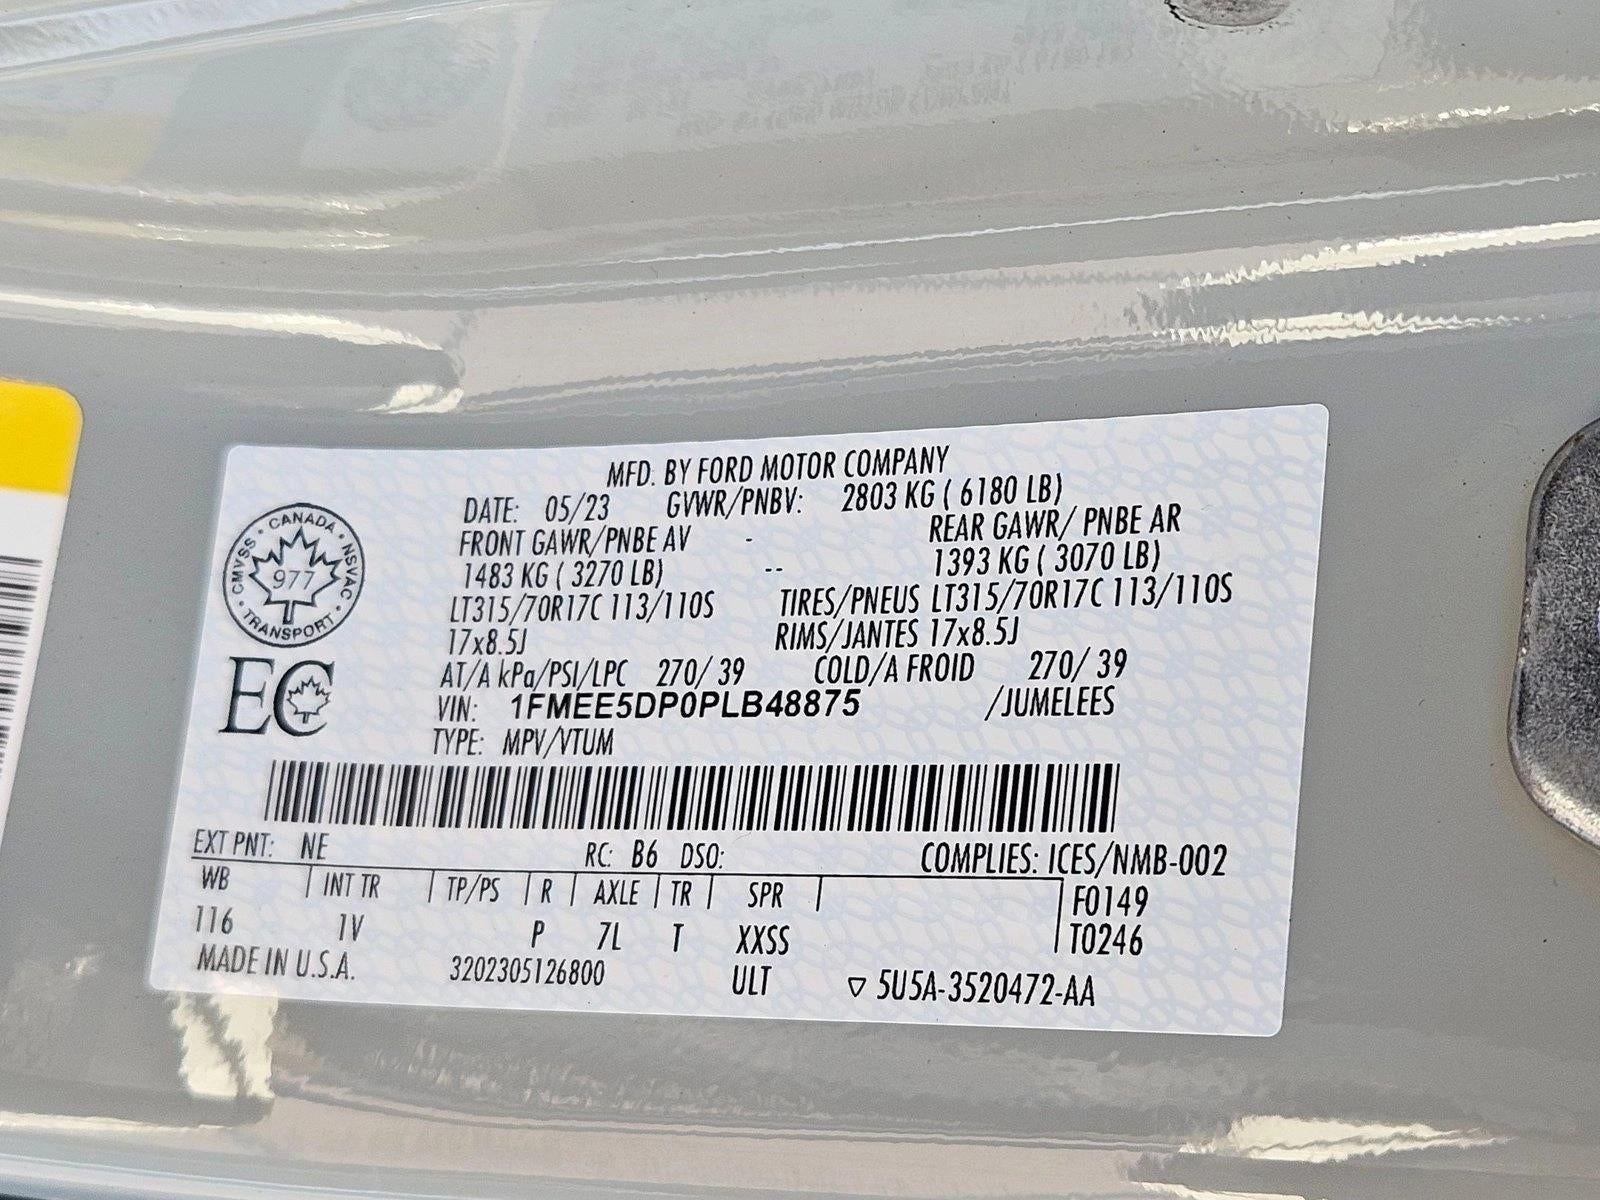 MFD. BY FORD MOTOR COMPANY
DATE: 05/23 GVWR/PNBV: 2803 KG ( 6180 LB)
FRONT GAWR/PNBE AV - REAR GAWR/ PNBE AR
1483 KG ( 3270 LB) -- 1393 KG ( 3070 LB)
LT315/70R17C 113/110S TIRES/PNEUS LT315/70R17C 113/110S
17x8.5J RIMS/JANTES 17x8.5J
AT/A kPa/PSI/LPC 270/ 39 COLD/A FROID 270/ 39
VIN: 1FMEE5DP0PLB48875 /JUMELEES
TYPE: MPV/VTUM
CANADA
CMVSS • NSVAC
977
TRANSPORT
EC
EXT PNT: NE RC: B6 DSO: COMPLIES: ICES/NMB-002
WB INT TR TP/PS R AXLE TR SPR F0149
116 1V P 7L T XXSS T0246
MADE IN U.S.A. 3202305126800 ULT ▽ 5U5A-3520472-AA